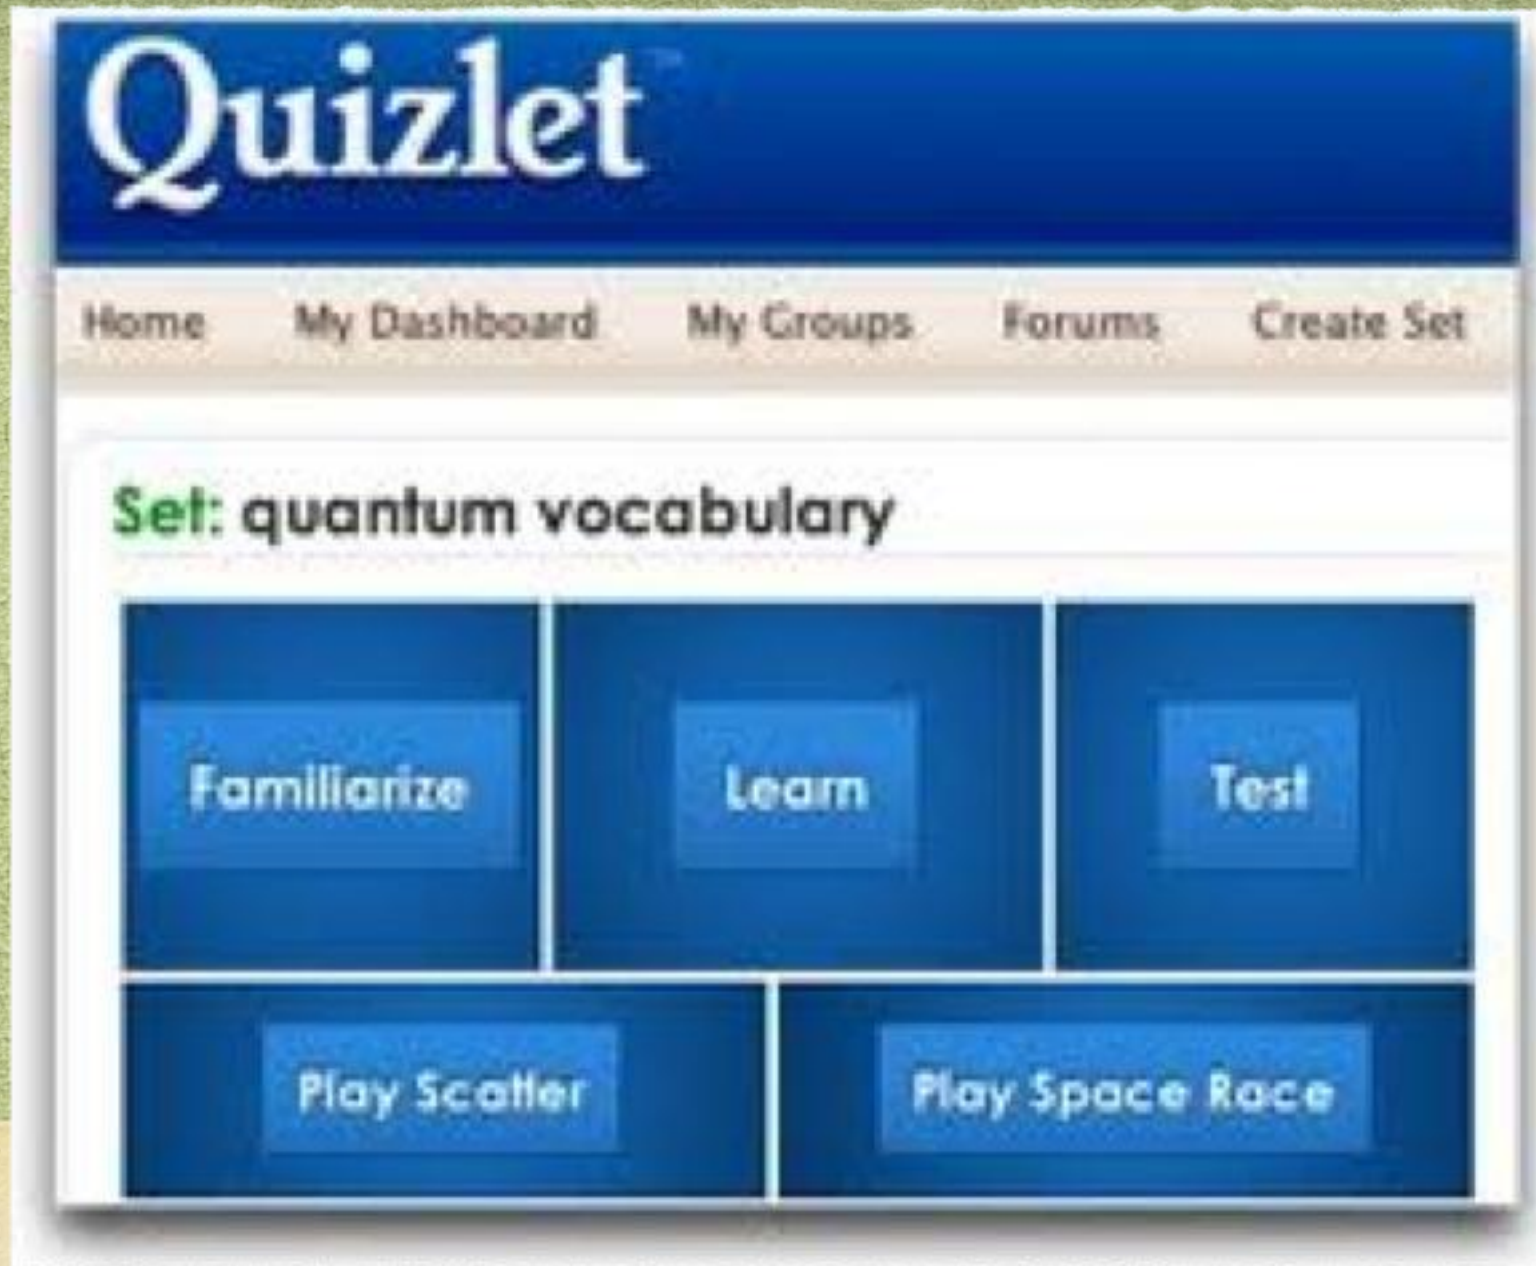 Quizlet™
Home My Dashboard My Groups Forums Create Set
Set: quantum vocabulary
Familiarize Learn Test
Play Scatter Play Space Race